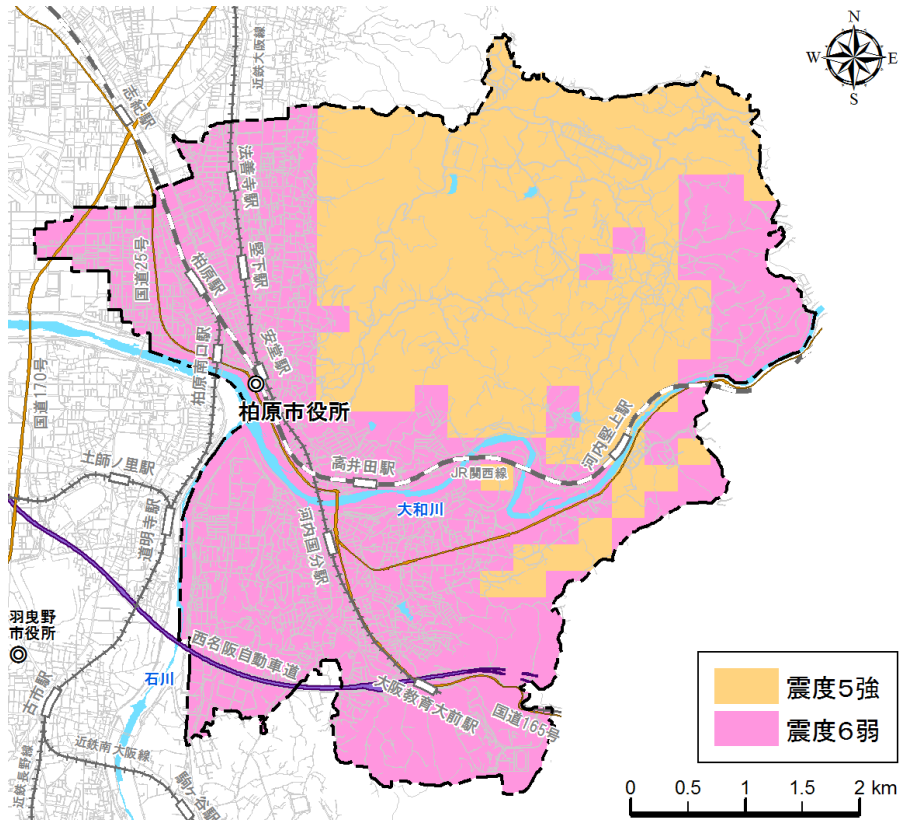 N
W
E
S
近鉄大阪線
志紀駅
法善寺駅
堅下駅
国道25号
柏原駅
安堂駅
柏原南口駅
国道170号
柏原市役所
土師ノ里駅
高井田駅
JR関西線
河内堅上駅
大和川
道明寺駅
河内国分駅
羽曳野
市役所
西名阪自動車道
石川
大阪教育大前駅
国道165号
古市駅
近鉄南大阪線
近鉄長野線
駒ヶ谷駅
震度5強
震度6弱
0
0.5
1
1.5
2 km